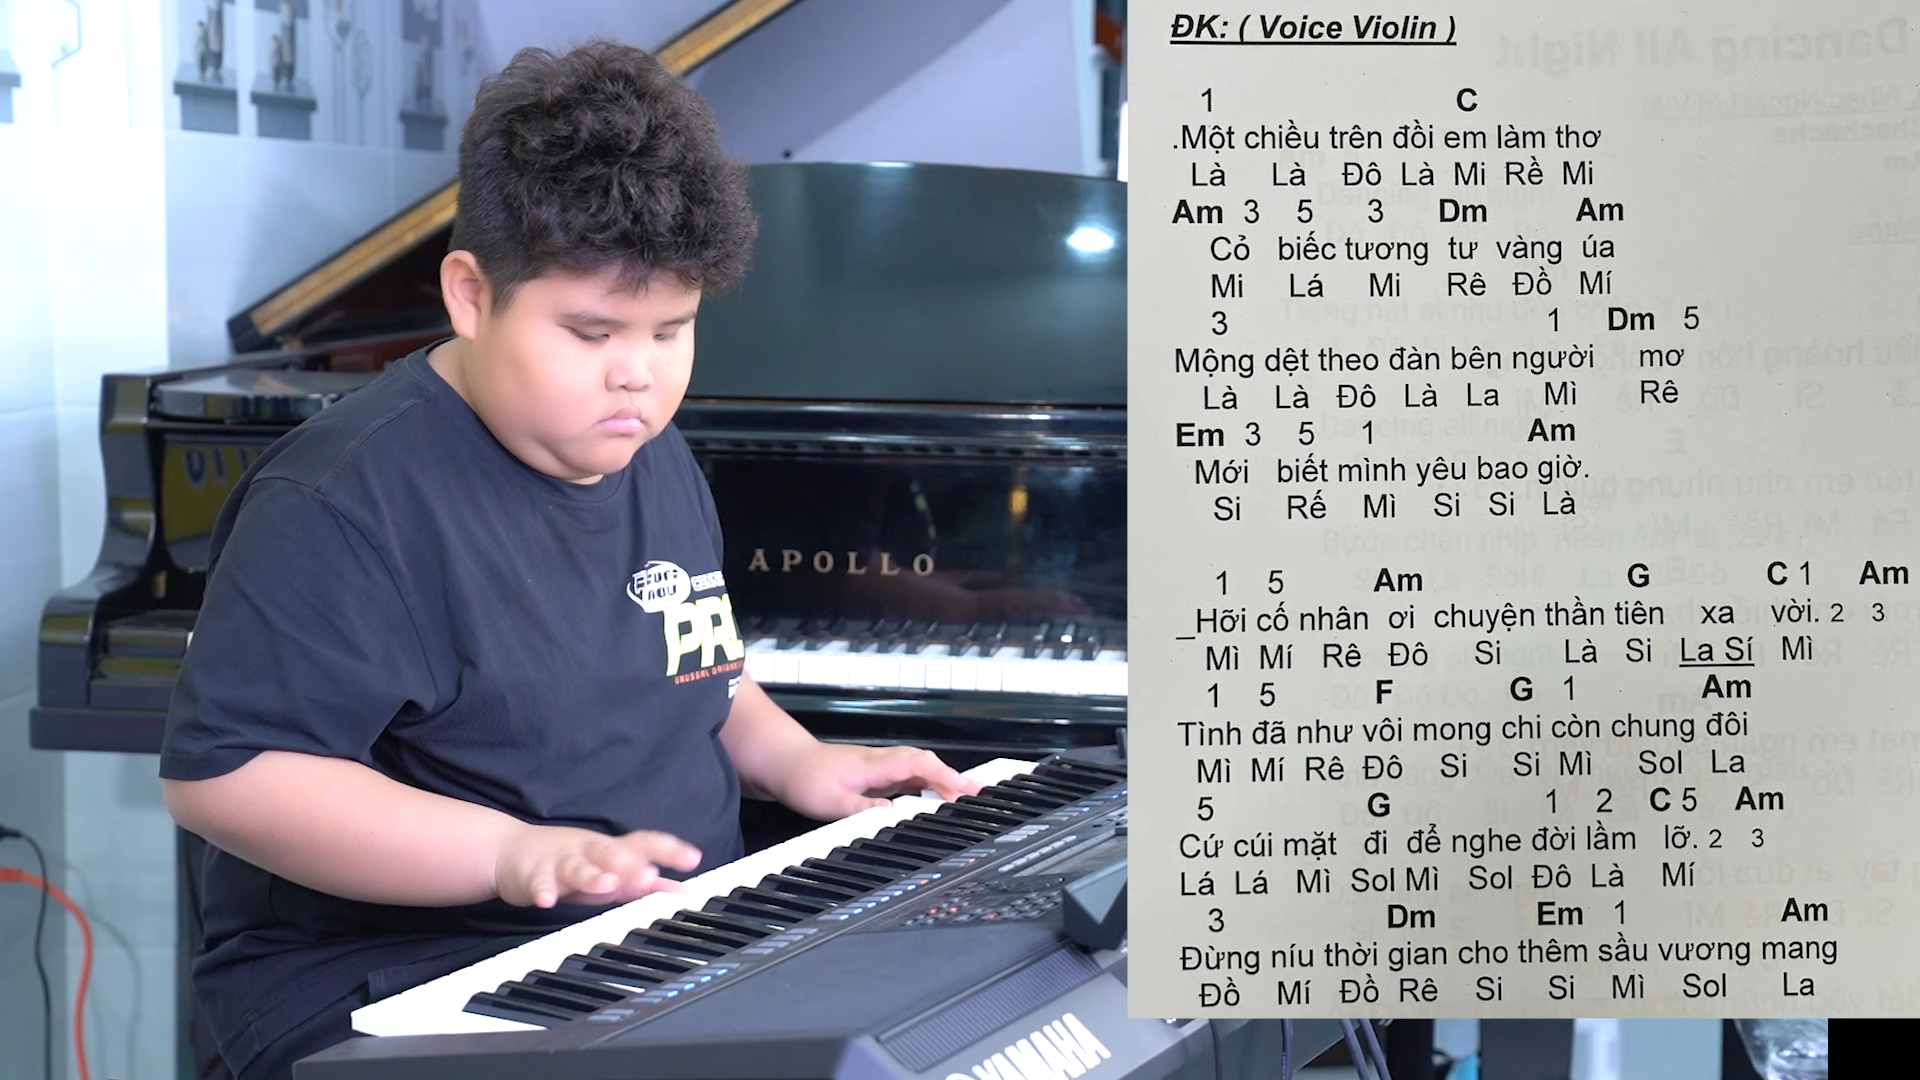 ĐK: ( Voice Violin )
1 C
.Một chiều trên đồi em làm thơ
Là Là Đô Là Mi Rề Mi
Am 3 5 3 Dm Am
Cỏ biếc tương tư vàng úa
Mi Lá Mi Rê Đồ Mí
3 1 Dm 5
Mộng dệt theo đàn bên người mơ
Là Là Đô Là La Mì Rê
Em 3 5 1 Am
Mới biết mình yêu bao giờ.
Si Rế Mì Si Si Là
1 5 Am G C 1 Am
_Hỡi cố nhân ơi chuyện thần tiên xa vời. 2 3
Mì Mí Rê Đô Si Là Si La Sí Mì
1 5 F G 1 Am
Tình đã như vôi mong chi còn chung đôi
Mì Mí Rê Đô Si Si Mì Sol La
5 G 1 2 C 5 Am
Cứ cúi mặt đi để nghe đời lầm lỡ. 2 3
Lá Lá Mì Sol Mì Sol Đô Là Mí
3 Dm Em 1 Am
Đừng níu thời gian cho thêm sầu vương mang
Đồ Mí Đồ Rê Si Si Mì Sol La
APOLLO
YAMAHA